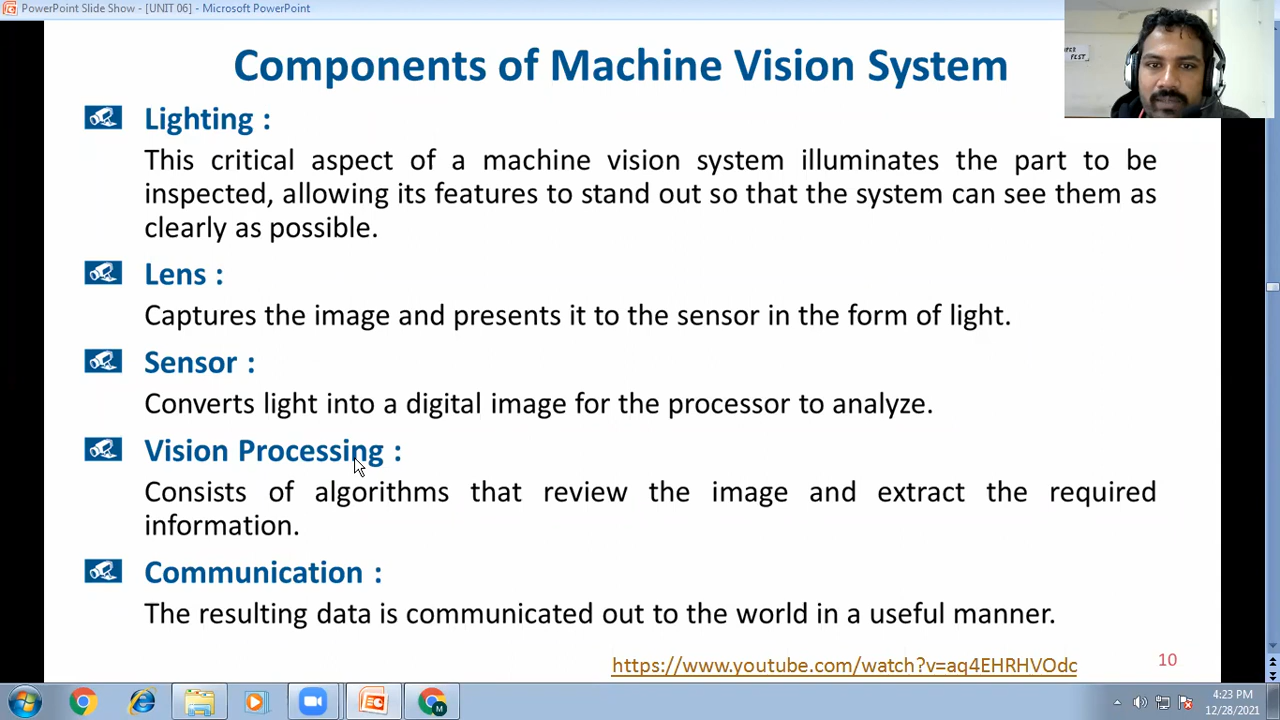 PowerPoint Slide Show - [UNIT 06] - Microsoft PowerPoint
Components of Machine Vision System
Lighting :
This critical aspect of a machine vision system illuminates the part to be
inspected, allowing its features to stand out so that the system can see them as
clearly as possible.
Lens :
Captures the image and presents it to the sensor in the form of light.
Sensor :
Converts light into a digital image for the processor to analyze.
Vision Processing :
Consists of algorithms that review the image and extract the required
information.
Communication :
The resulting data is communicated out to the world in a useful manner.
https://www.youtube.com/watch?v=aq4EHRHVOdc
10
4:23 PM
12/28/2021